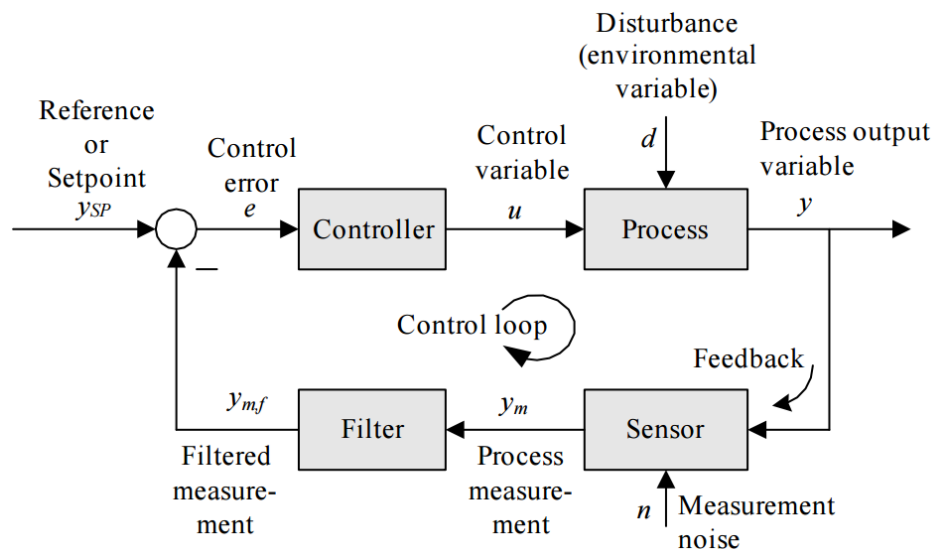 Disturbance
(environmental
variable)
d
Reference
or
Setpoint
ySP
Control
error
e
Controller
Control
variable
u
Process
Process output
variable
y
–
Control loop
Feedback
ym,f
Filter
ym
Sensor
Filtered
measure-
ment
Process
measure-
ment
n
Measurement
noise